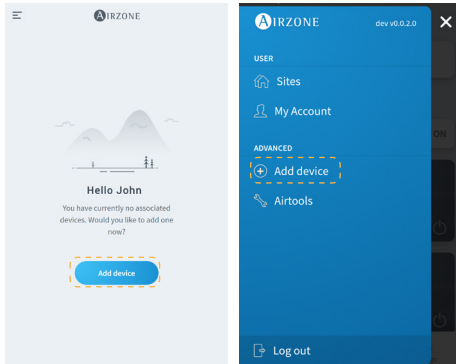 AIRZONE
Hello John
You have currently no associated
devices. Would you like to add one
now?
Add device
AIRZONE
dev v0.0.2.0
USER
Sites
My Account
ADVANCED
Add device
Airtools
Log out
ON